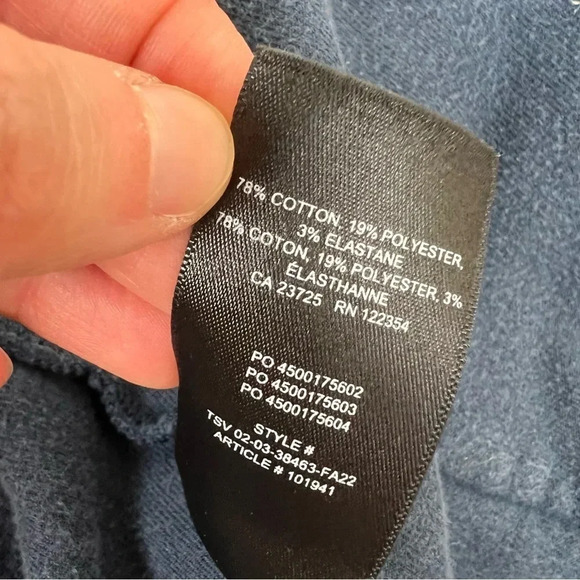 78% COTTON, 19% POLYESTER,
3% ELASTANE
78% COTON, 19% POLYESTER, 3%
ÉLASTHANNE
CA 23725 RN 122354
PO 4500175602
PO 4500175603
PO 4500175604
STYLE #
TSV 02-03-38463-FA22
ARTICLE # 101941